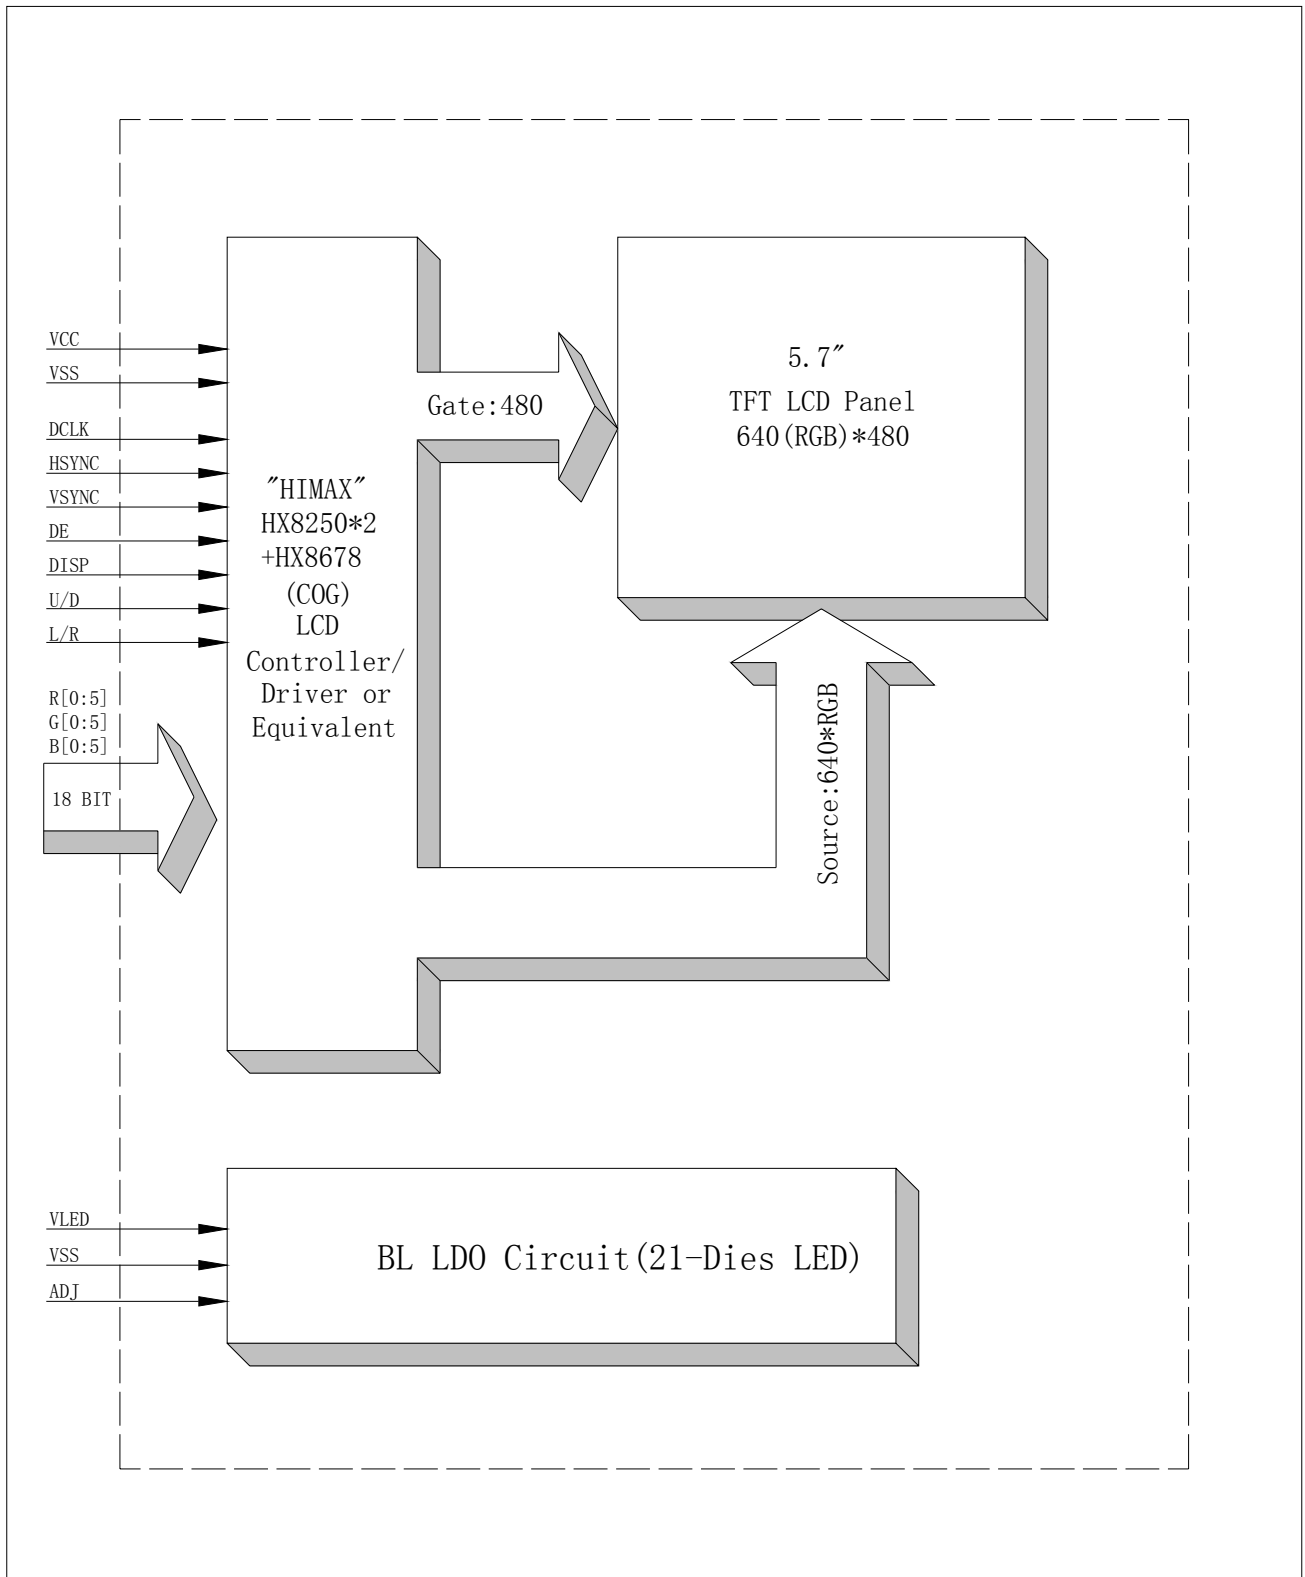 VCC
VSS
DCLK
HSYNC
VSYNC
DE
DISP
U/D
L/R
R[0:5]
G[0:5]
B[0:5]
18 BIT
"HIMAX"
HX8250*2
+HX8678
(COG)
LCD
Controller/
Driver or
Equivalent
Gate:480
5.7"
TFT LCD Panel
640(RGB)*480
Source:640*RGB
VLED
VSS
ADJ
BL LDO Circuit(21-Dies LED)